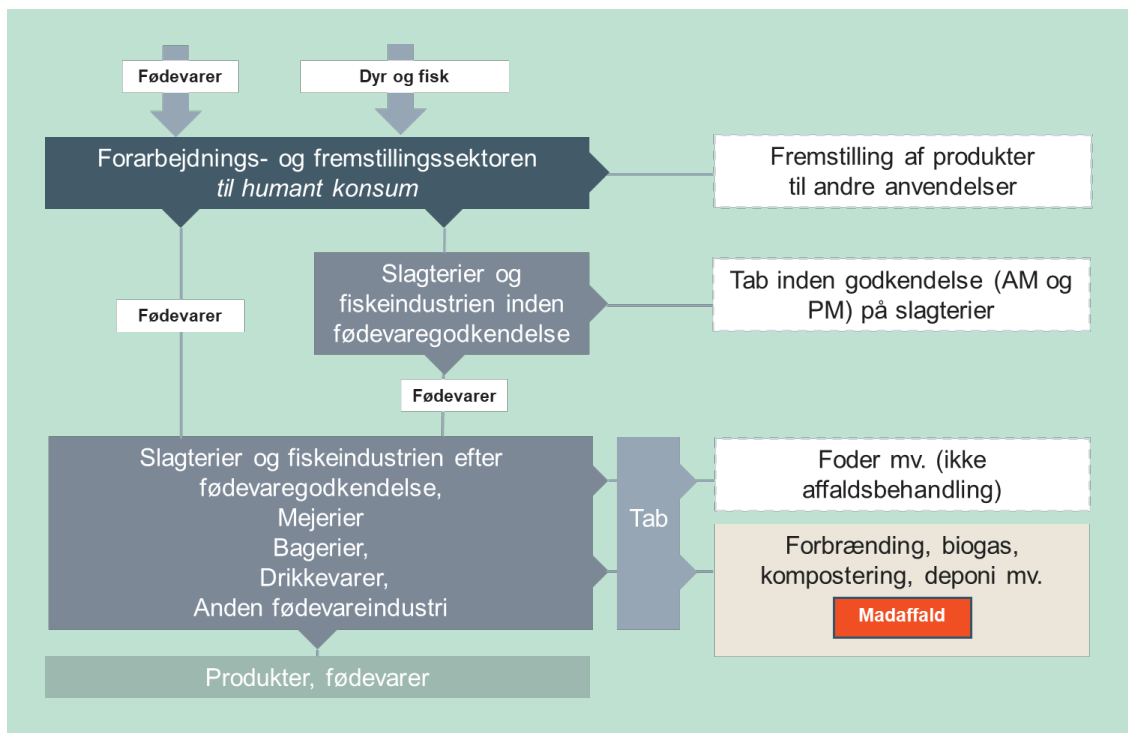 Fødevarer
Dyr og fisk
Forarbejdnings- og fremstillingssektoren
til humant konsum
Fremstilling af produkter
til andre anvendelser
Slagterier og
fiskeindustrien inden
fødevaregodkendelse
Tab inden godkendelse (AM og
PM) på slagterier
Fødevarer
Fødevarer
Slagterier og fiskeindustrien efter
fødevaregodkendelse,
Mejerier
Bagerier,
Drikkevarer,
Anden fødevareindustri
Tab
Foder mv. (ikke
affaldsbehandling)
Forbrænding, biogas,
kompostering, deponi mv.
Madaffald
Produkter, fødevarer